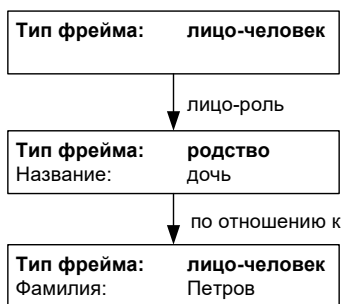 Тип фрейма: лицо-человек
лицо-роль
Тип фрейма: родство
Название: дочь
по отношению к
Тип фрейма: лицо-человек
Фамилия: Петров